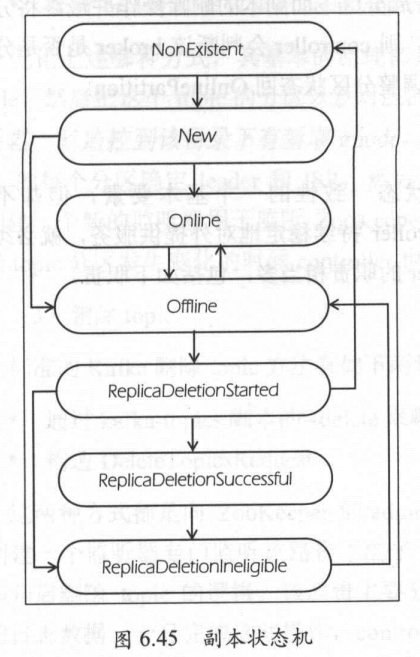 NonExistent
New
Online
Offline
ReplicaDeletionStarted
ReplicaDeletionSuccessful
ReplicaDeletionIneligible
图 6.45 副本状态机